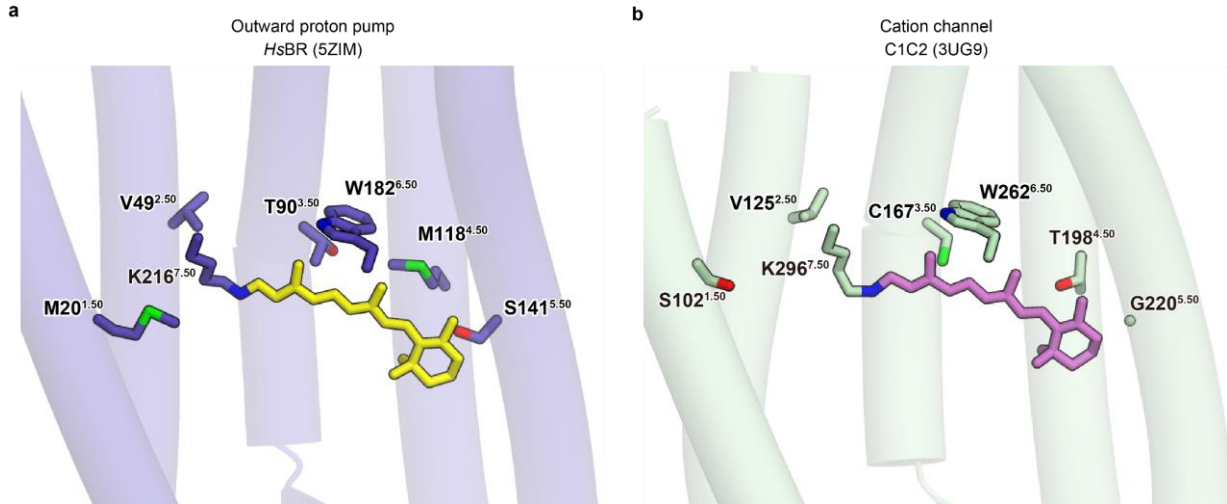 a
Outward proton pump
HsBR (5ZIM)
V49^2.50
T90^3.50
W182^6.50
M118^4.50
K216^7.50
M20^1.50
S141^5.50
b
Cation channel
C1C2 (3UG9)
V125^2.50
C167^3.50
W262^6.50
T198^4.50
K296^7.50
S102^1.50
G220^5.50